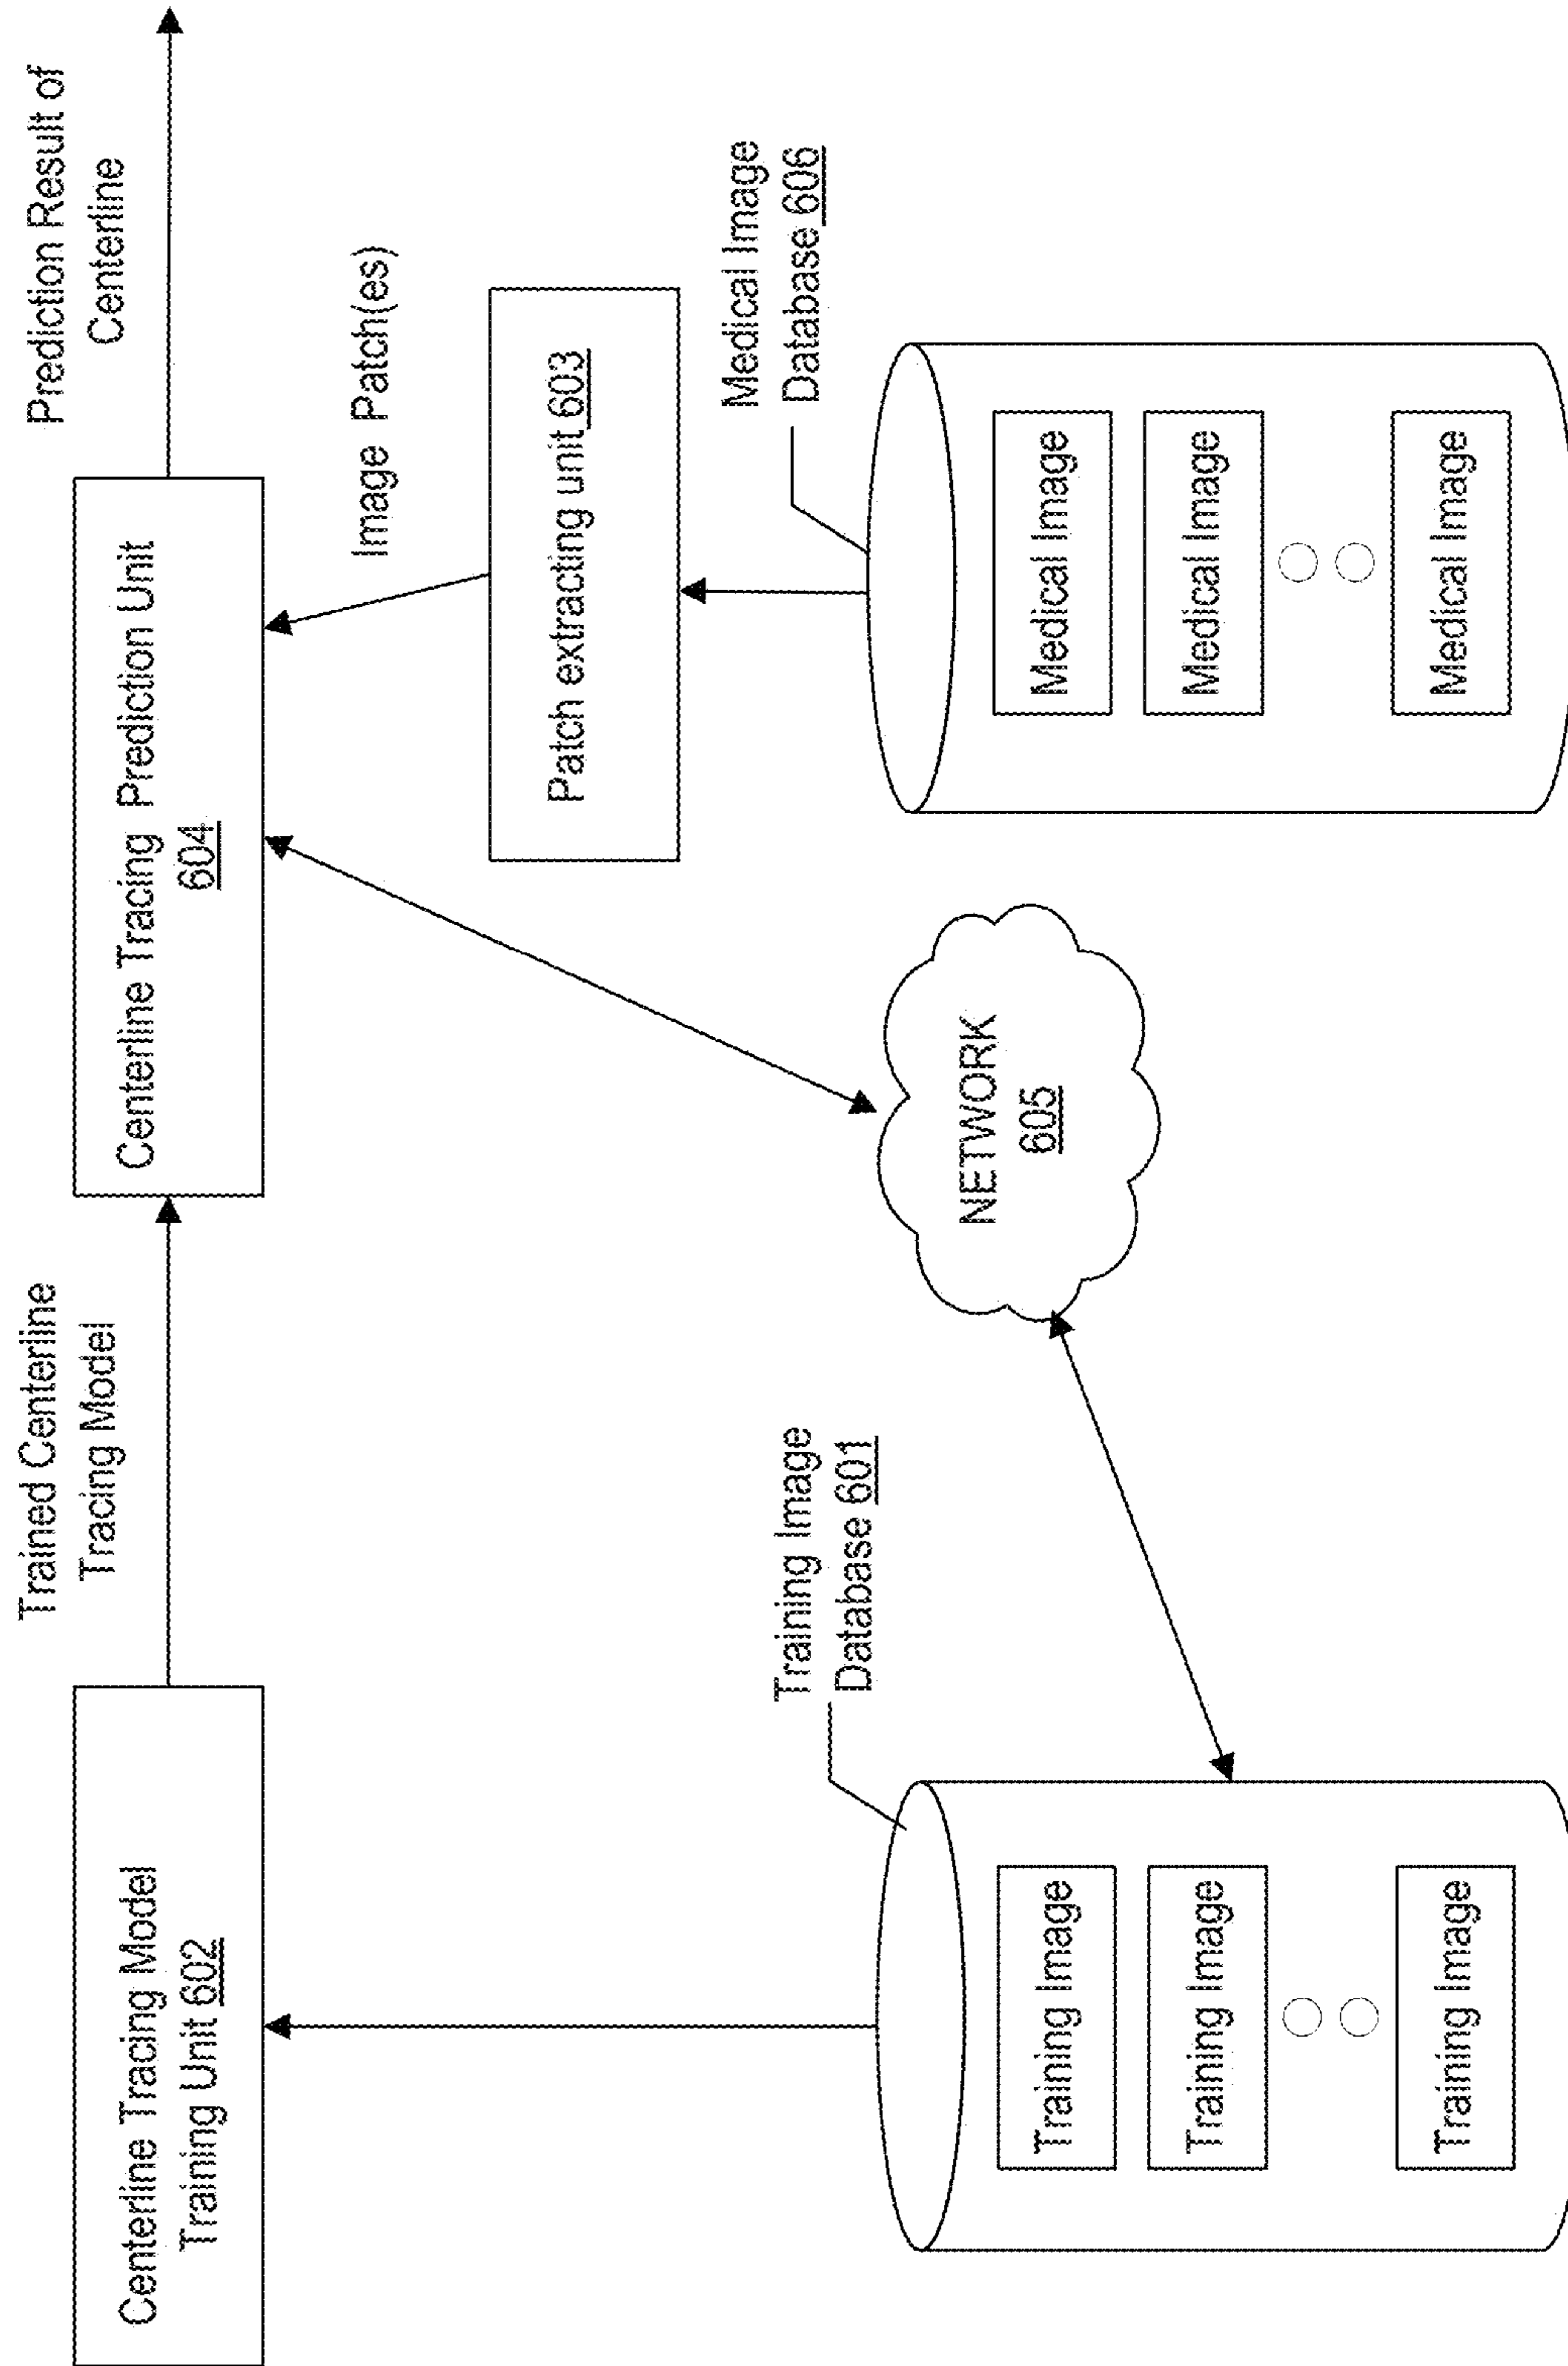 Centerline Tracing Model
Training Unit 602
Trained Centerline
Tracing Model
Centerline Tracing Prediction Unit
604
Prediction Result of
Centerline
Image Patch(es)
Patch extracting unit 603
Training Image
Database 601
Training Image
Training Image
Training Image
NETWORK
605
Medical Image
Database 606
Medical Image
Medical Image
Medical Image